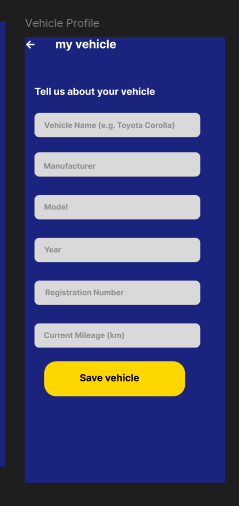 Vehicle Profile
← my vehicle
Tell us about your vehicle
Vehicle Name (e.g. Toyota Corolla)
Manufacturer
Model
Year
Registration Number
Current Mileage (km)
Save vehicle